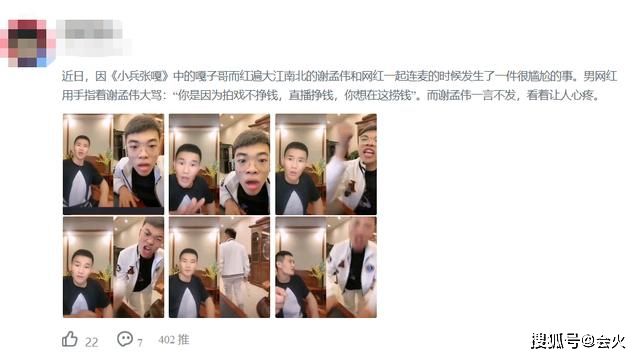 近日，因《小兵张嘎》中的嘎子哥而红遍大江南北的谢孟伟和网红一起连麦的时候发生了一件很尴尬的事。男网红
用手指着谢孟伟大骂：“你是因为拍戏不挣钱，直播挣钱，你想在这捞钱”。而谢孟伟一言不发，看着让人心疼。
22
7
402 推
搜狐号@会火